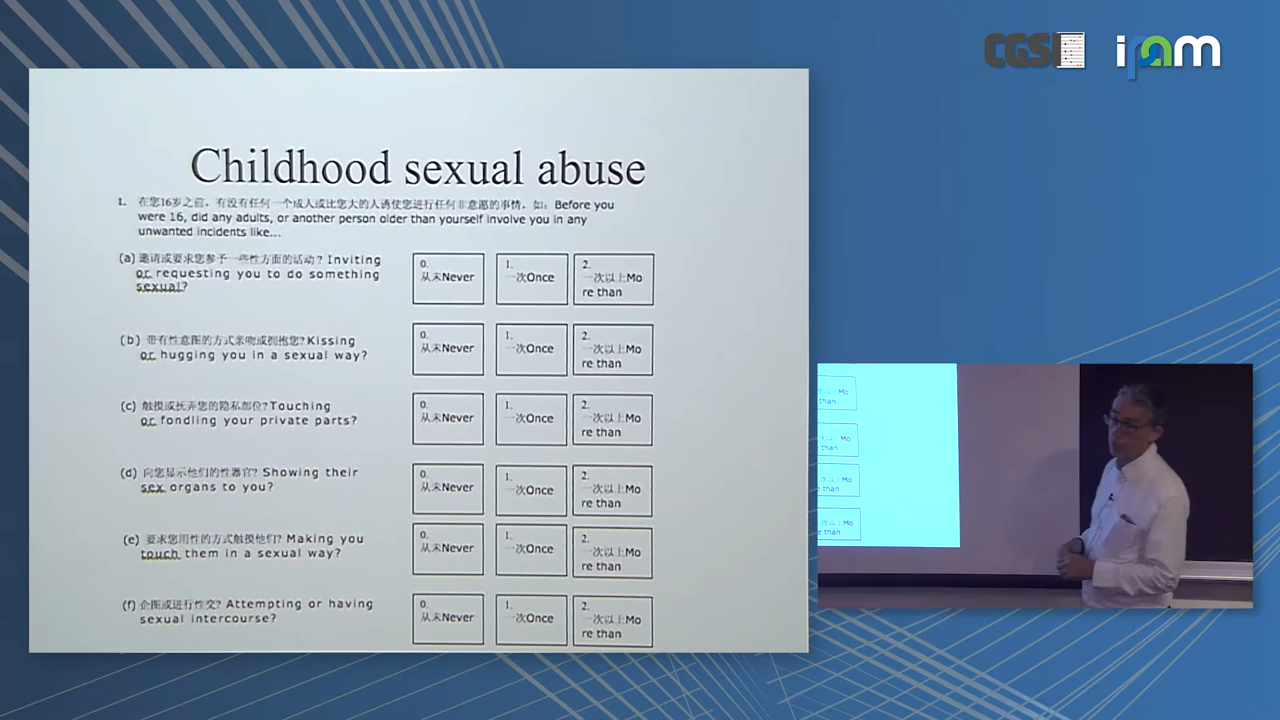 CGSI
ipam
Childhood sexual abuse
1. 在您16岁之前，有没有任何一个成人或比您大的人诱使您进行任何非意愿的事情，如：Before you
were 16, did any adults, or another person older than yourself involve you in any
unwanted incidents like...
(a) 邀请或要求您参予一些性方面的活动？Inviting
or requesting you to do something
sexual?
0.
从未Never
1.
一次Once
2.
一次以上Mo
re than
(b) 带有性意图的方式亲吻或拥抱您?Kissing
or hugging you in a sexual way?
0.
从未Never
1.
一次Once
2.
一次以上Mo
re than
(c) 触摸或抚弄您的隐私部位?Touching
or fondling your private parts?
0.
从未Never
1.
一次Once
2.
一次以上Mo
re than
(d) 向您显示他们的性器官? Showing their
sex organs to you?
0.
从未Never
1.
一次Once
2.
一次以上Mo
re than
(e) 要求您用性的方式触摸他们? Making you
touch them in a sexual way?
0.
从未Never
1.
一次Once
2.
一次以上Mo
re than
(f) 企图或进行性交? Attempting or having
sexual intercourse?
0.
从未Never
1.
一次Once
2.
一次以上Mo
re than
Mo
than
Mo
than
Mo
e than
Mo
e than